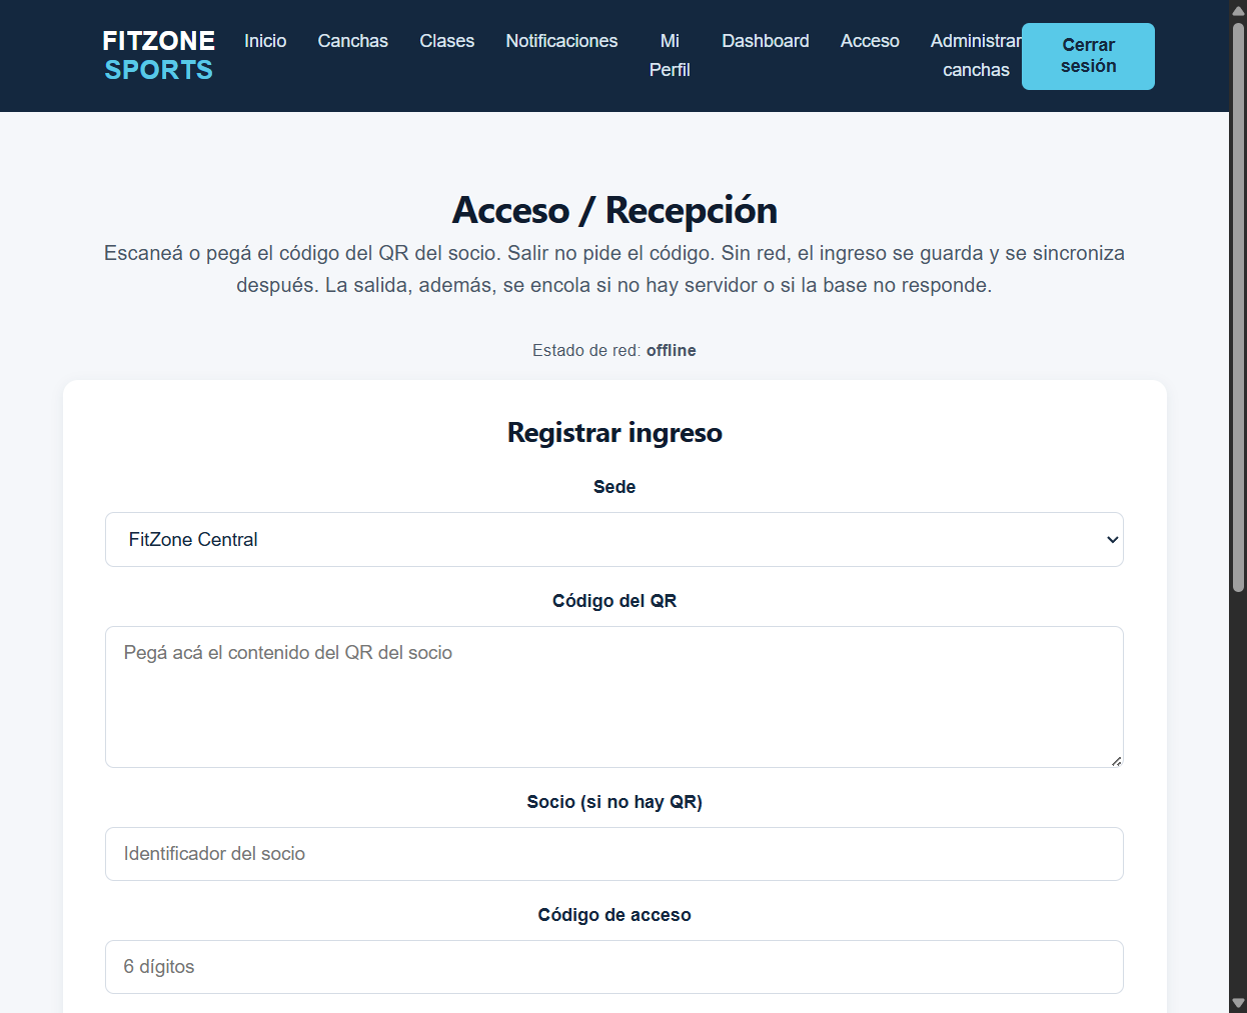 FITZONE
SPORTS
Inicio
Canchas
Clases
Notificaciones
Mi
Perfil
Dashboard
Acceso
Administrar
canchas
Cerrar
sesión
Acceso / Recepción
Escaneá o pegá el código del QR del socio. Salir no pide el código. Sin red, el ingreso se guarda y se sincroniza
después. La salida, además, se encola si no hay servidor o si la base no responde.
Estado de red: offline
Registrar ingreso
Sede
FitZone Central
Código del QR
Pegá acá el contenido del QR del socio
Socio (si no hay QR)
Identificador del socio
Código de acceso
6 dígitos